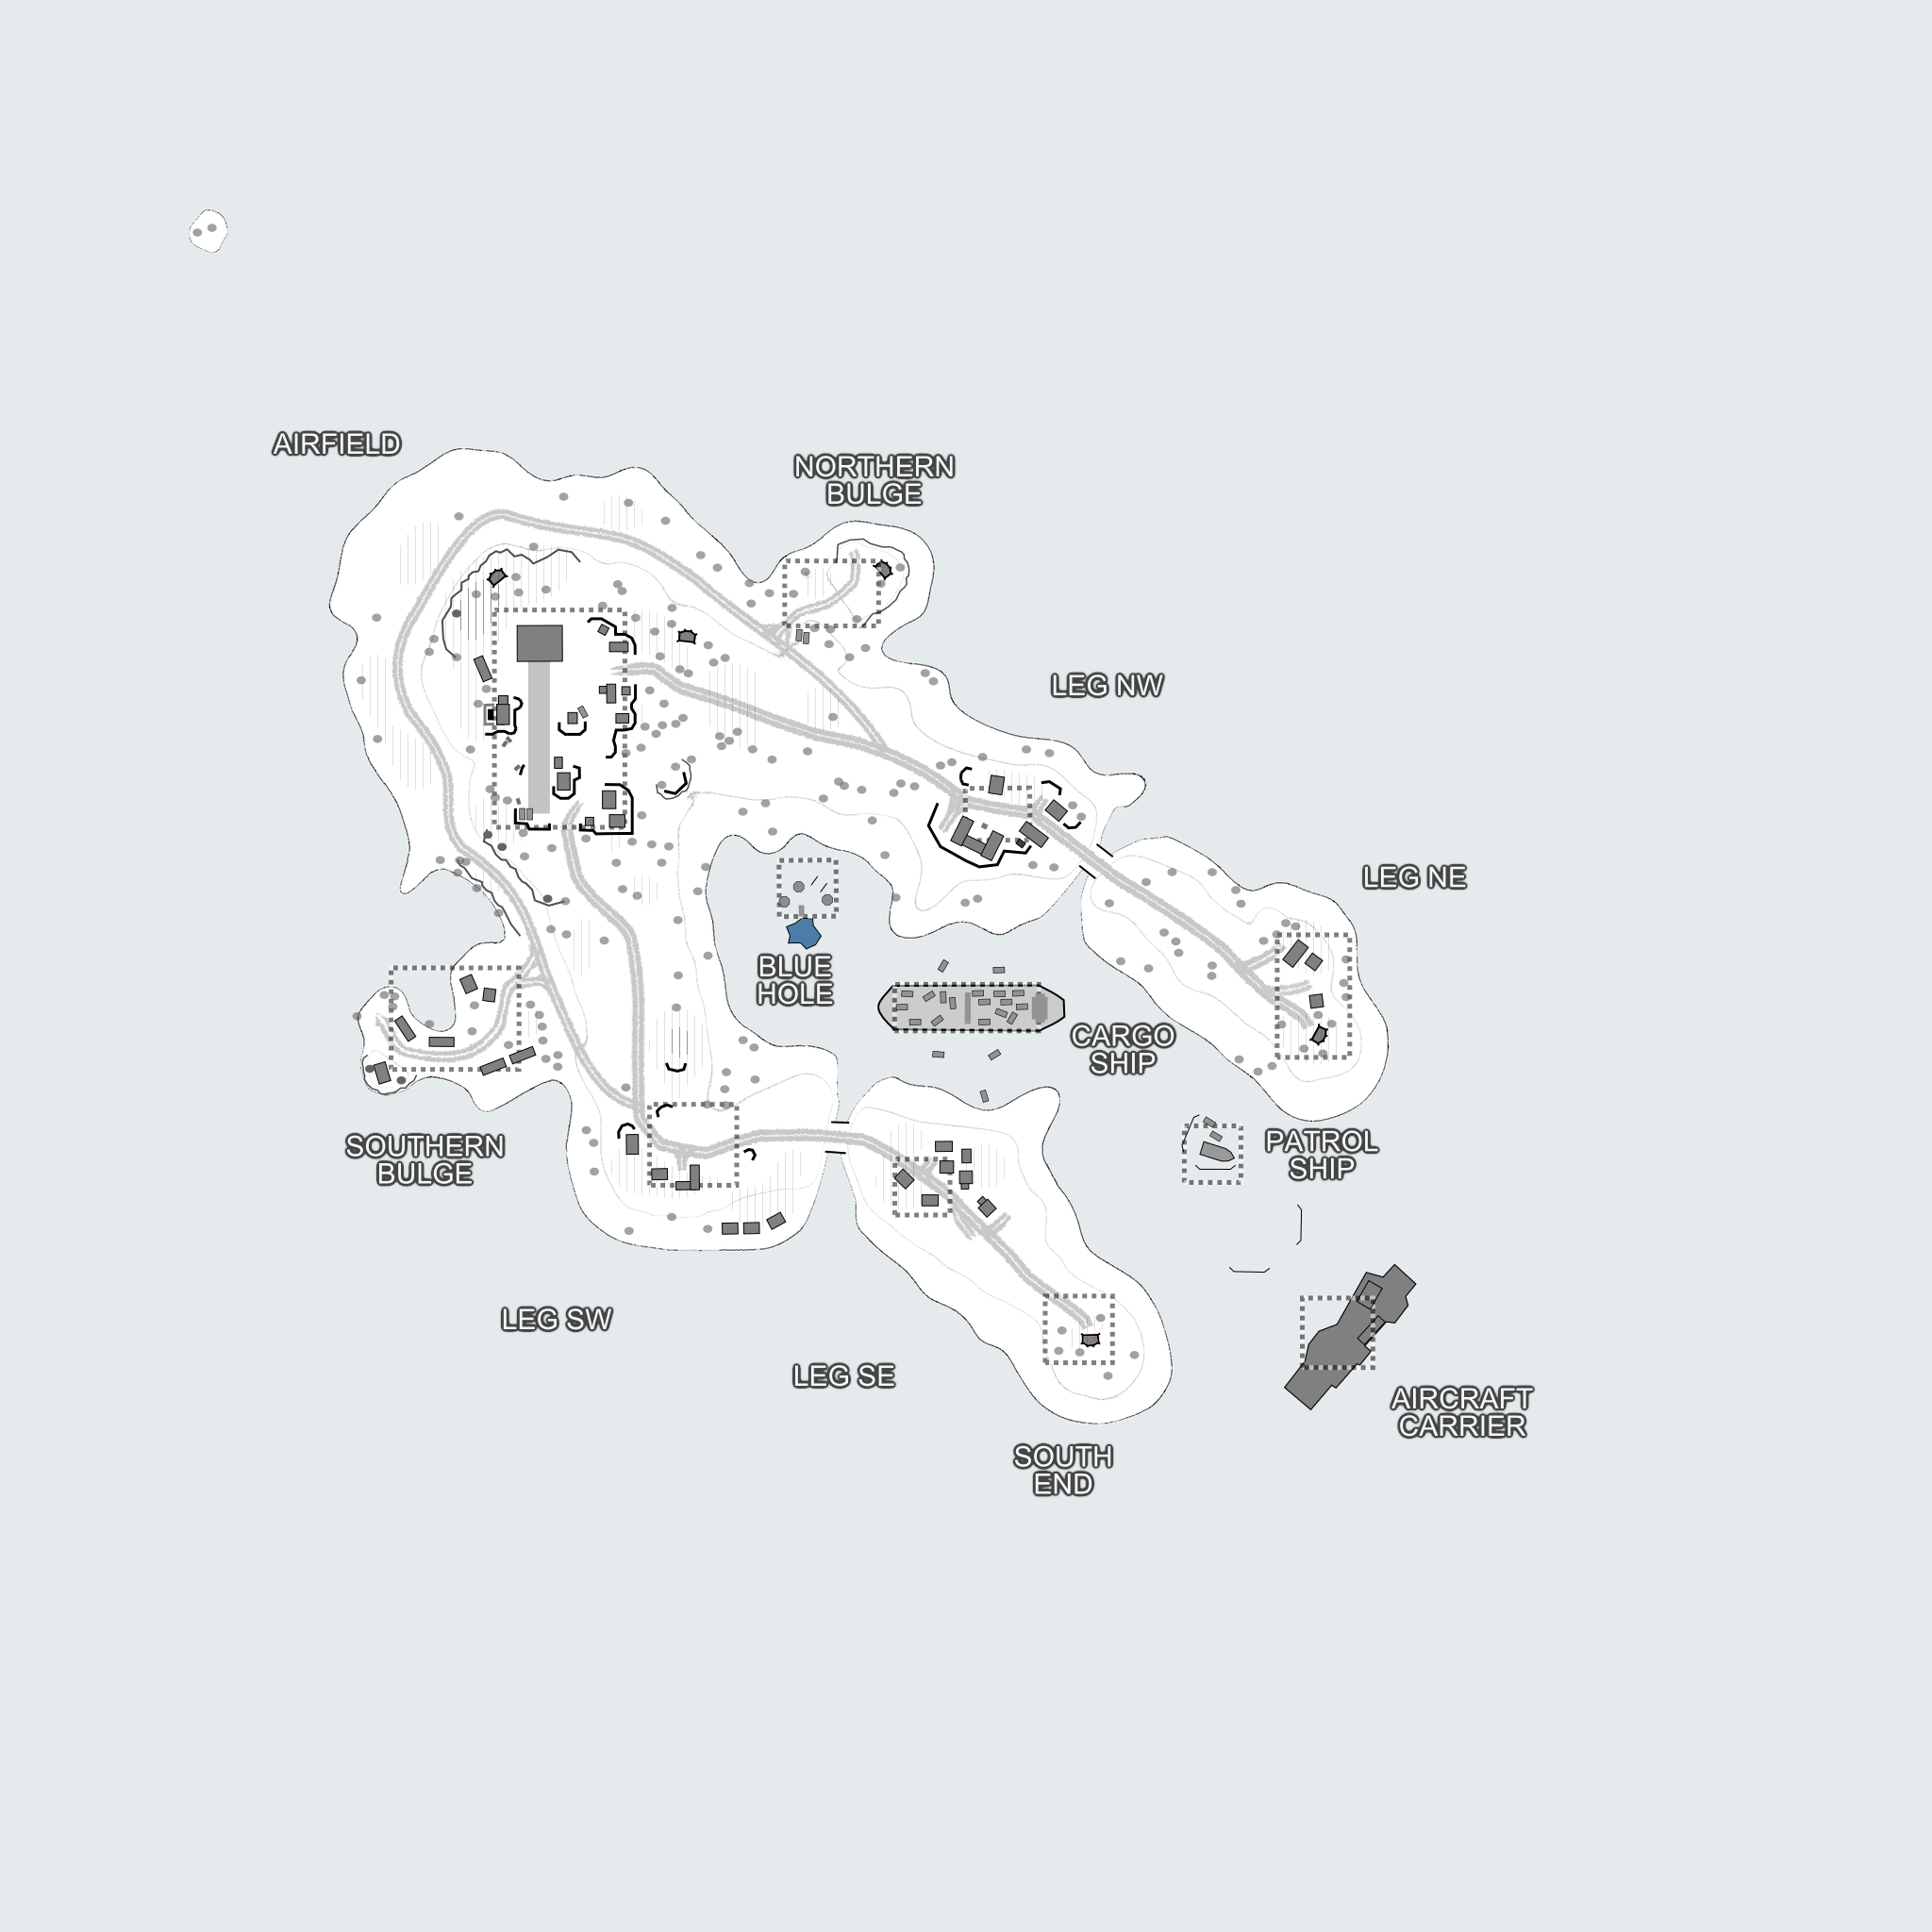 AIRFIELD
NORTHERN
BULGE
LEG NW
LEG NE
BLUE
HOLE
CARGO
SHIP
SOUTHERN
BULGE
PATROL
SHIP
LEG SW
LEG SE
AIRCRAFT
CARRIER
SOUTH
END